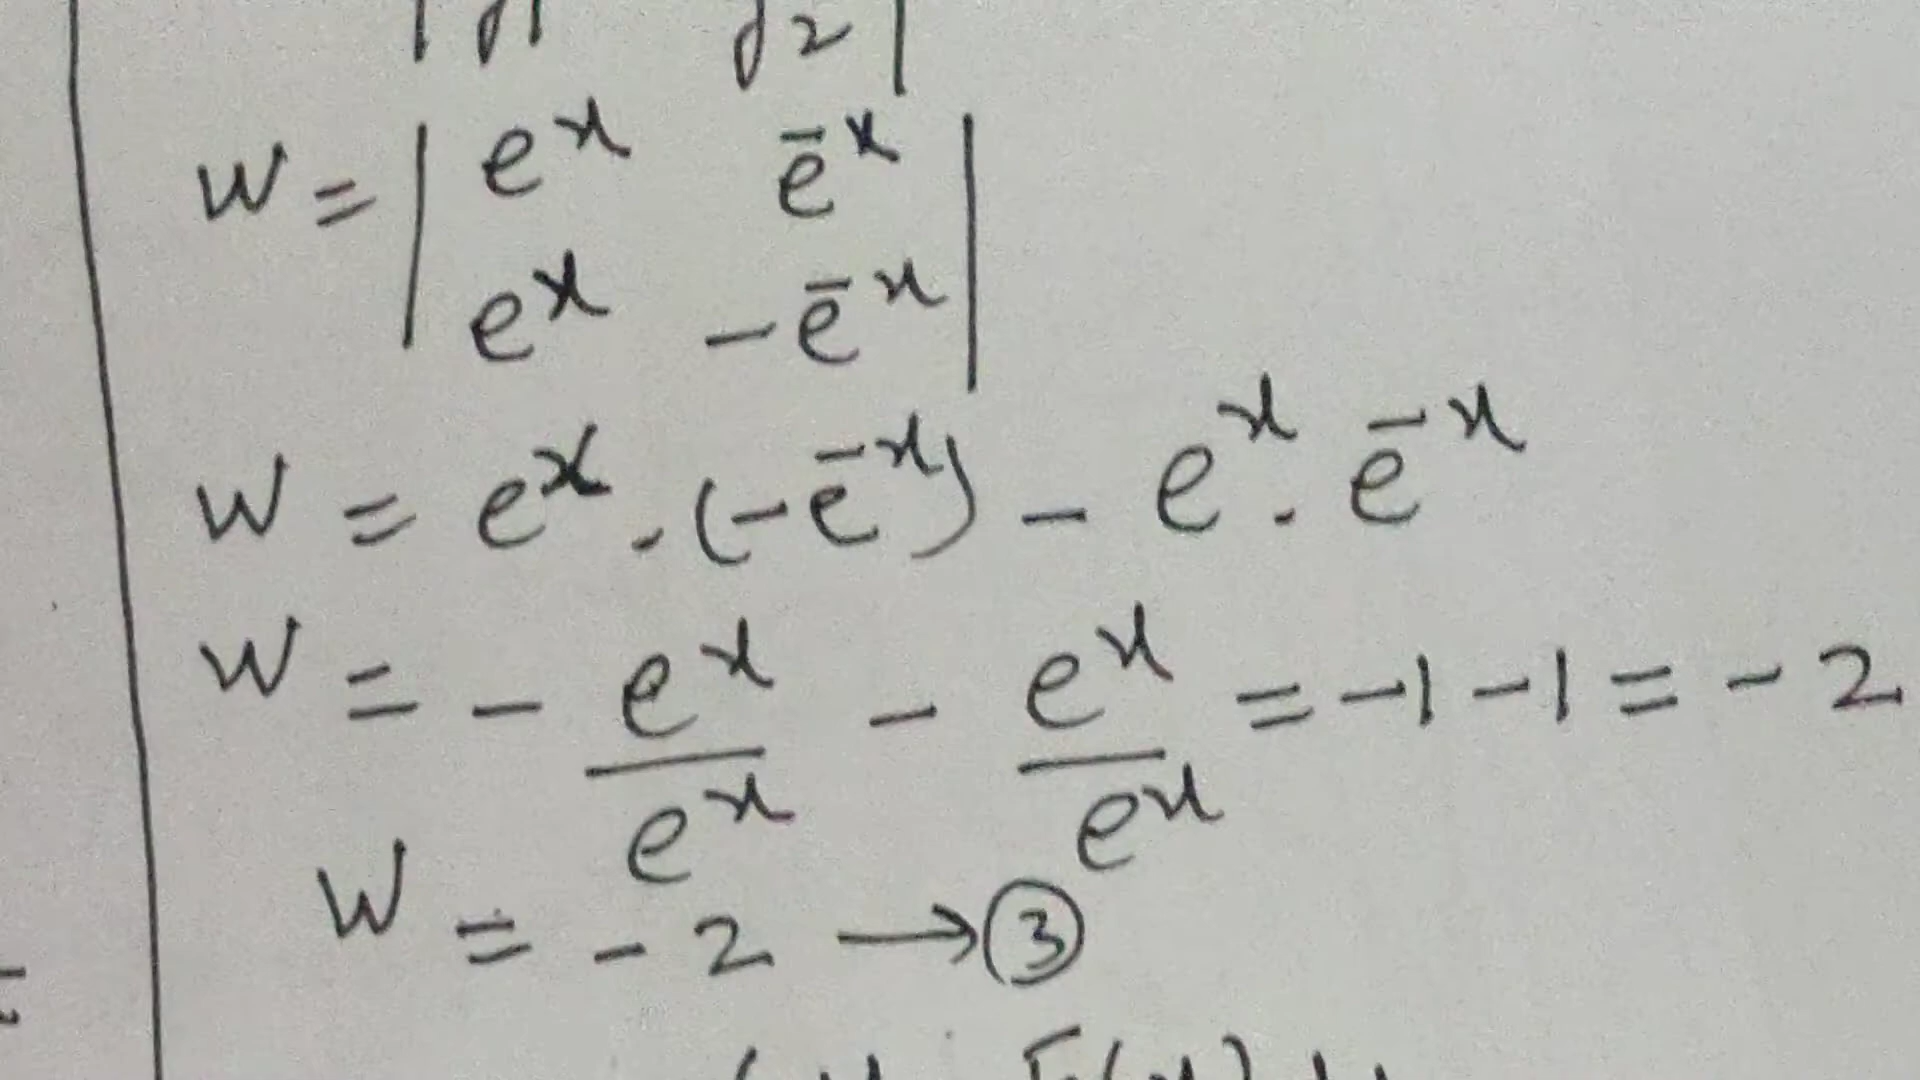 W = | eˣ e⁻ˣ |
| eˣ -e⁻ˣ |
W = eˣ . (-e⁻ˣ) - eˣ . e⁻ˣ
W = - eˣ/eˣ - eˣ/eˣ = -1 -1 = -2
W = -2 → ③